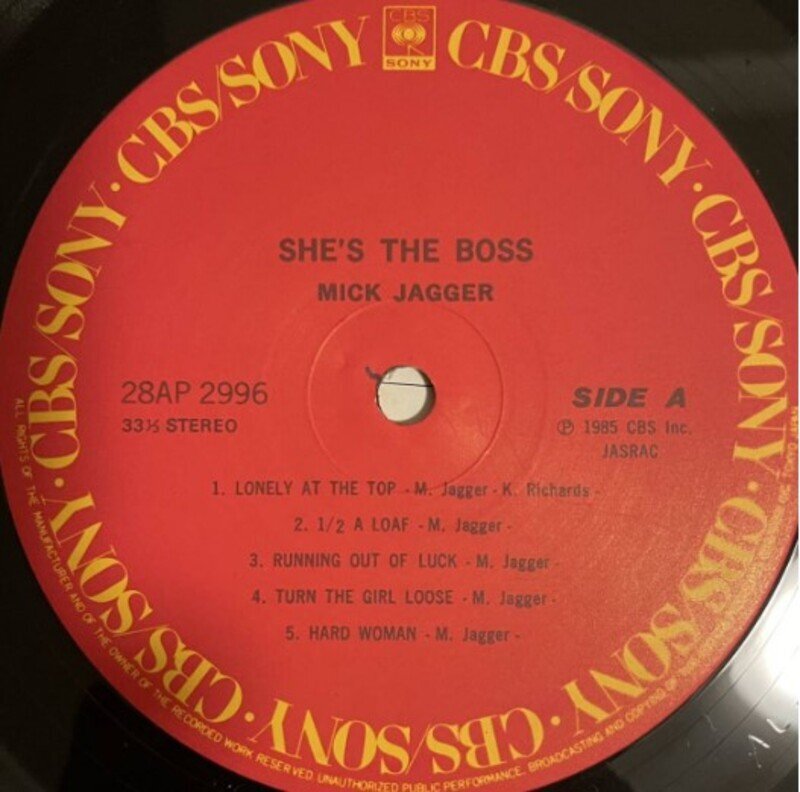 CBS
SONY
CBS/SONY · CBS/SONY · CBS/SONY · CBS/SONY · CBS/SONY · CBS/SONY · CBS/SONY · CBS/SONY · CBS/SONY · CBS/SONY
SHE'S THE BOSS
MICK JAGGER
28AP 2996
33⅓ STEREO
SIDE A
Ⓟ 1985 CBS Inc.
JASRAC
1. LONELY AT THE TOP - M. Jagger - K. Richards -
2. 1/2 A LOAF - M. Jagger -
3. RUNNING OUT OF LUCK - M. Jagger -
4. TURN THE GIRL LOOSE - M. Jagger -
5. HARD WOMAN - M. Jagger -
ALL RIGHTS OF THE MANUFACTURER AND OF THE OWNER OF THE RECORDED WORK RESERVED. UNAUTHORIZED PUBLIC PERFORMANCE, BROADCASTING AND COPYING OF